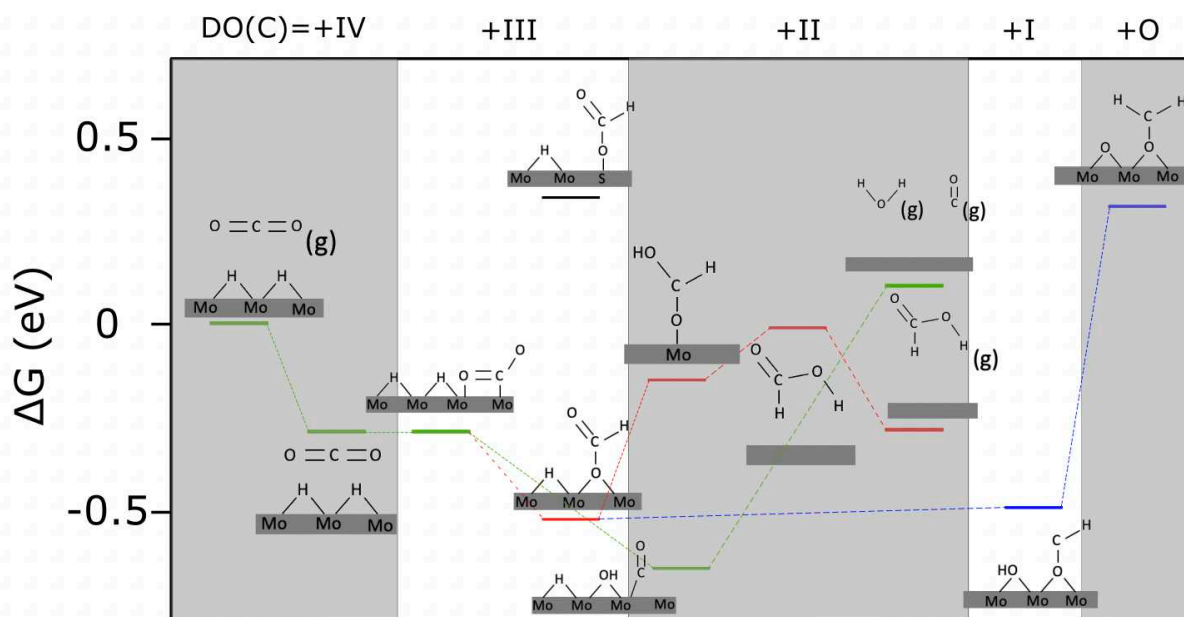 DO(C)=+IV +III +II +I +O
ΔG (eV)
0.5
0
-0.5
O C O (g)
H H
Mo Mo Mo
O C O
H H
Mo Mo Mo
O
H H O C
Mo Mo Mo Mo
O H
C
O
H
Mo Mo S
O
C H
H O
Mo Mo Mo
O
C
H OH
Mo Mo Mo Mo
HO H
C
O
Mo
O
C O
H H
H H O
O (g) C (g)
O
C O
H H
(g)
H
C
HO O
Mo Mo Mo
H H
C
O O
Mo Mo Mo